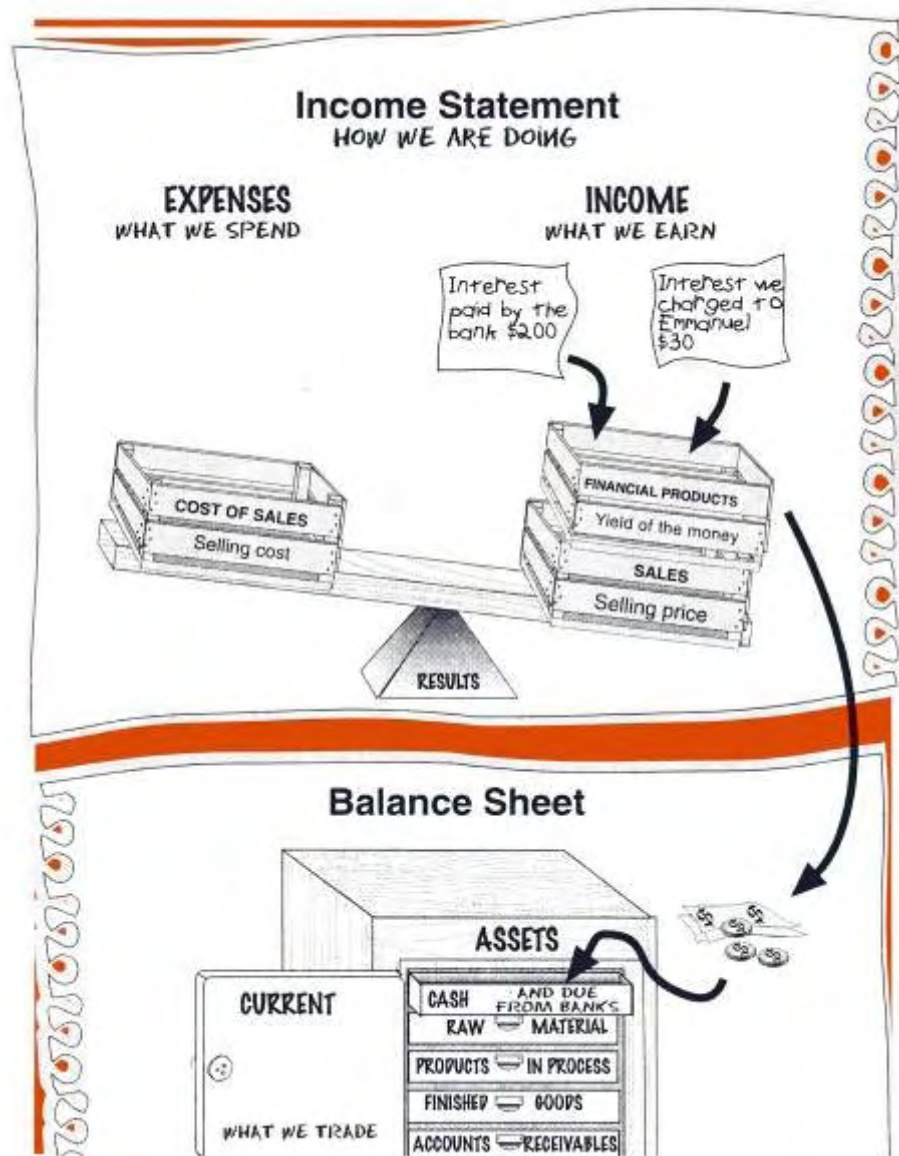 Income Statement
HOW WE ARE DOING
EXPENSES
WHAT WE SPEND
INCOME
WHAT WE EARN
Interest
paid by the
bank $200
Interest we
charged to
Emmanuel
$30
COST OF SALES
Selling cost
FINANCIAL PRODUCTS
Yield of the money
SALES
Selling price
RESULTS
Balance Sheet
ASSETS
CURRENT
WHAT WE TRADE
CASH AND DUE
FROM BANKS
RAW MATERIAL
PRODUCTS IN PROCESS
FINISHED GOODS
ACCOUNTS RECEIVABLES